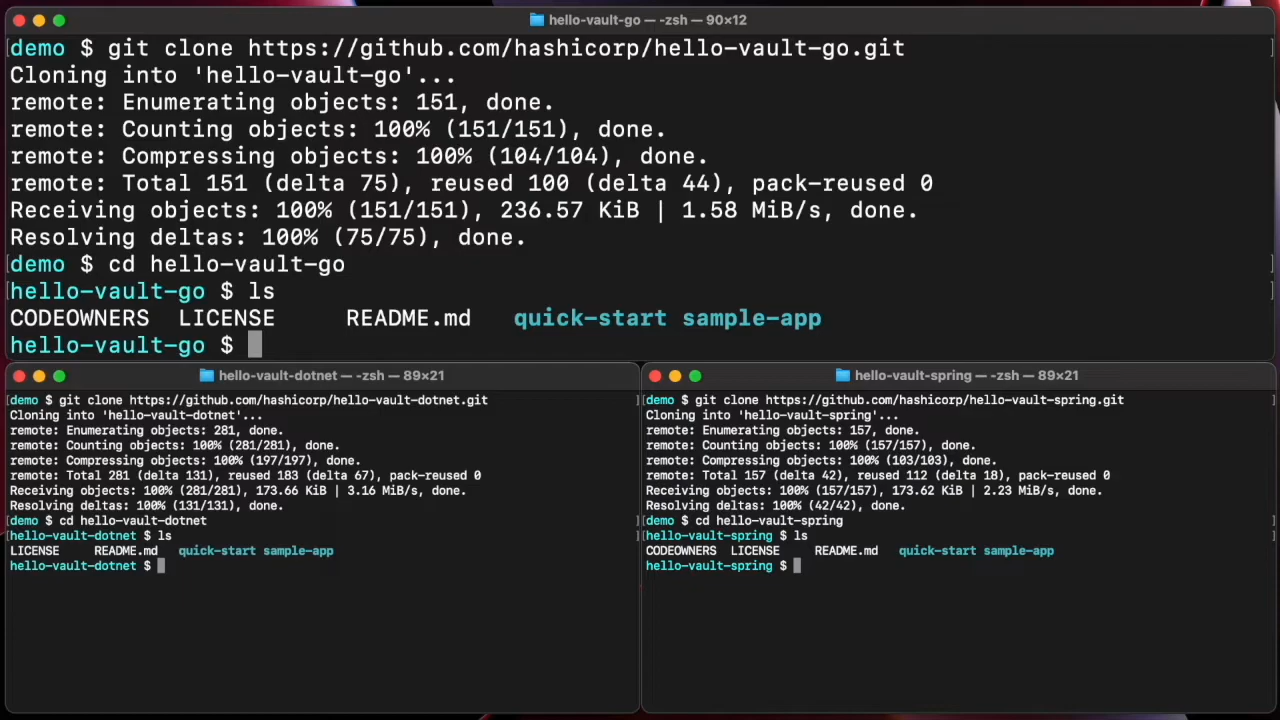 hello-vault-go — -zsh — 90×12
demo $ git clone https://github.com/hashicorp/hello-vault-go.git
Cloning into 'hello-vault-go'...
remote: Enumerating objects: 151, done.
remote: Counting objects: 100% (151/151), done.
remote: Compressing objects: 100% (104/104), done.
remote: Total 151 (delta 75), reused 100 (delta 44), pack-reused 0
Receiving objects: 100% (151/151), 236.57 KiB | 1.58 MiB/s, done.
Resolving deltas: 100% (75/75), done.
demo $ cd hello-vault-go
hello-vault-go $ ls
CODEOWNERS LICENSE README.md quick-start sample-app
hello-vault-go $
hello-vault-dotnet — -zsh — 89×21
demo $ git clone https://github.com/hashicorp/hello-vault-dotnet.git
Cloning into 'hello-vault-dotnet'...
remote: Enumerating objects: 281, done.
remote: Counting objects: 100% (281/281), done.
remote: Compressing objects: 100% (197/197), done.
remote: Total 281 (delta 131), reused 183 (delta 67), pack-reused 0
Receiving objects: 100% (281/281), 173.66 KiB | 3.16 MiB/s, done.
Resolving deltas: 100% (131/131), done.
demo $ cd hello-vault-dotnet
hello-vault-dotnet $ ls
LICENSE README.md quick-start sample-app
hello-vault-dotnet $
hello-vault-spring — -zsh — 89×21
demo $ git clone https://github.com/hashicorp/hello-vault-spring.git
Cloning into 'hello-vault-spring'...
remote: Enumerating objects: 157, done.
remote: Counting objects: 100% (157/157), done.
remote: Compressing objects: 100% (103/103), done.
remote: Total 157 (delta 42), reused 112 (delta 18), pack-reused 0
Receiving objects: 100% (157/157), 173.62 KiB | 2.23 MiB/s, done.
Resolving deltas: 100% (42/42), done.
demo $ cd hello-vault-spring
hello-vault-spring $ ls
CODEOWNERS LICENSE README.md quick-start sample-app
hello-vault-spring $